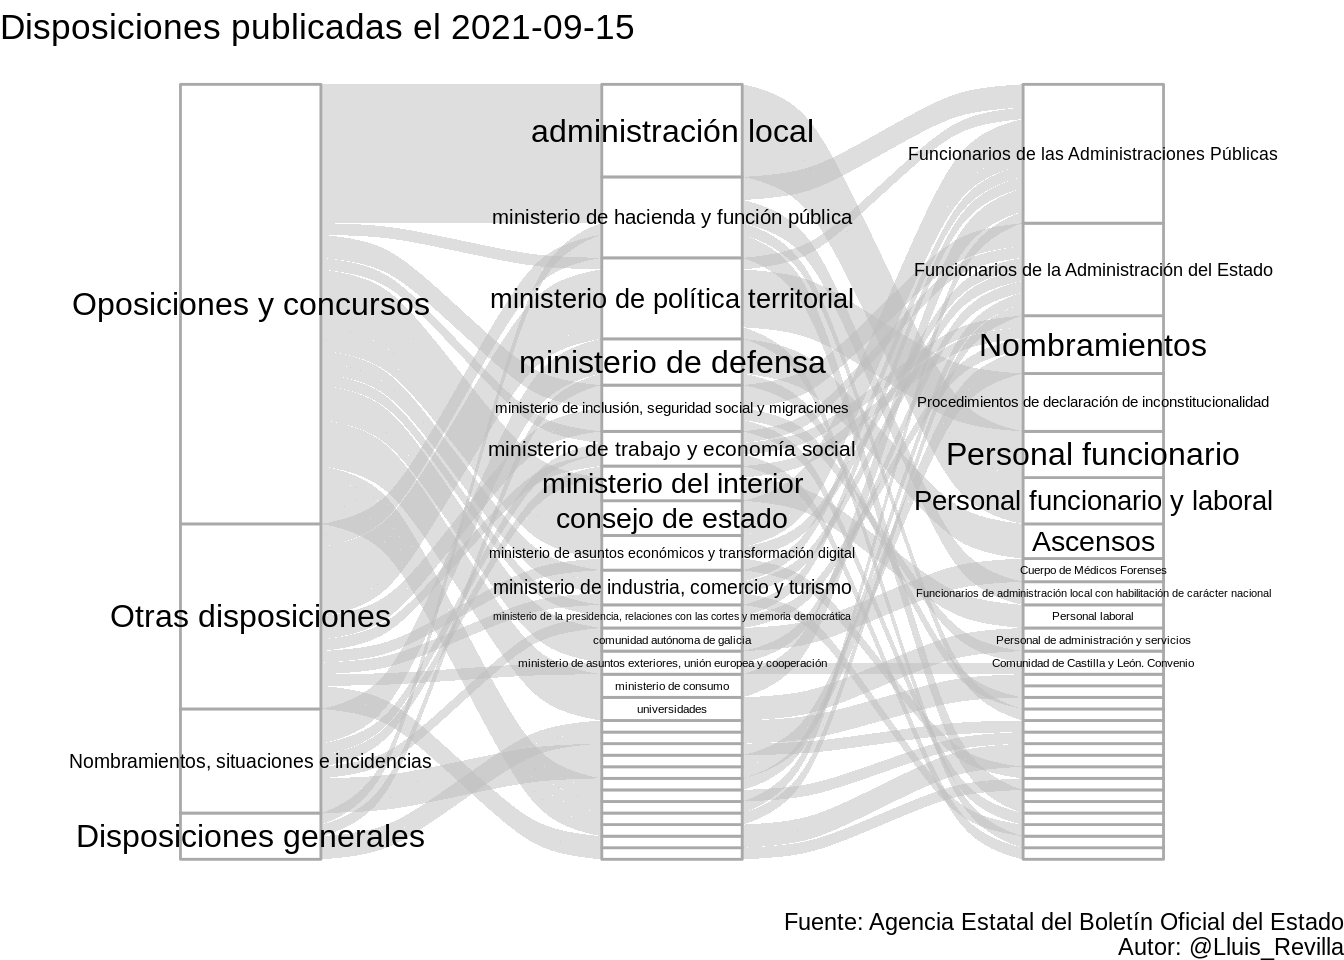 Disposiciones publicadas el 2021-09-15
Oposiciones y concursos
Otras disposiciones
Nombramientos, situaciones e incidencias
Disposiciones generales
administración local
ministerio de hacienda y función pública
ministerio de política territorial
ministerio de defensa
ministerio de inclusión, seguridad social y migraciones
ministerio de trabajo y economía social
ministerio del interior
consejo de estado
ministerio de asuntos económicos y transformación digital
ministerio de industria, comercio y turismo
ministerio de la presidencia, relaciones con las cortes y memoria democrática
comunidad autónoma de galicia
ministerio de asuntos exteriores, unión europea y cooperación
ministerio de consumo
universidades
Funcionarios de las Administraciones Públicas
Funcionarios de la Administración del Estado
Nombramientos
Procedimientos de declaración de inconstitucionalidad
Personal funcionario
Personal funcionario y laboral
Ascensos
Cuerpo de Médicos Forenses
Funcionarios de administración local con habilitación de carácter nacional
Personal laboral
Personal de administración y servicios
Comunidad de Castilla y León. Convenio
Fuente: Agencia Estatal del Boletín Oficial del Estado
Autor: @Lluis_Revilla